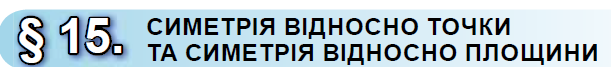 § 15. СИМЕТРІЯ ВІДНОСНО ТОЧКИ
ТА СИМЕТРІЯ ВІДНОСНО ПЛОЩИНИ